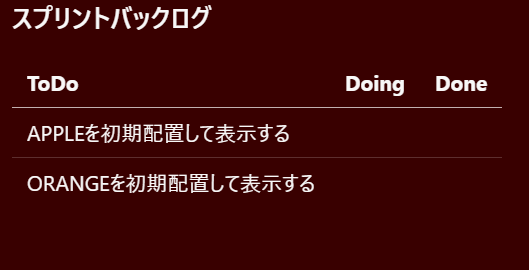 スプリントバックログ
ToDo Doing Done
APPLEを初期配置して表示する
ORANGEを初期配置して表示する